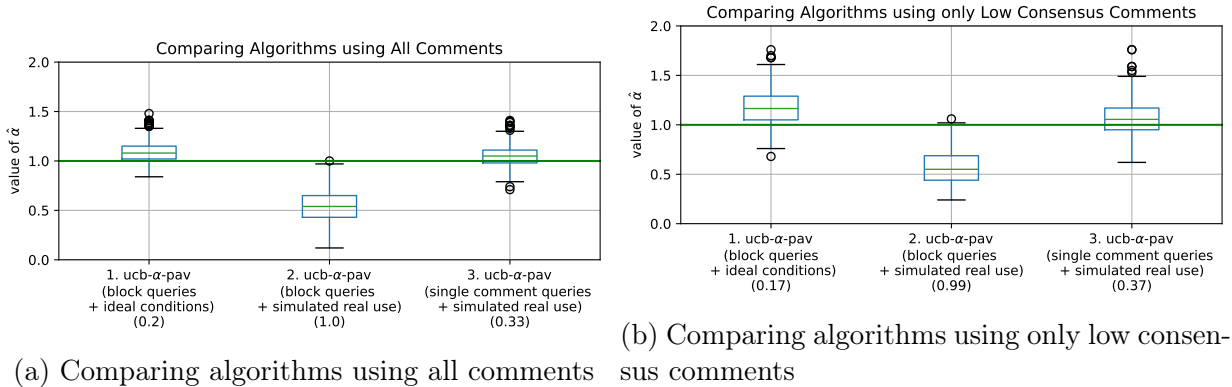 Comparing Algorithms using All Comments
value of α̂
2.0
1.5
1.0
0.5
0.0
1. ucb-α-pav
(block queries
+ ideal conditions)
(0.2)
2. ucb-α-pav
(block queries
+ simulated real use)
(1.0)
3. ucb-α-pav
(single comment queries
+ simulated real use)
(0.33)
(a) Comparing algorithms using all comments
Comparing Algorithms using only Low Consensus Comments
value of α̂
2.0
1.5
1.0
0.5
0.0
1. ucb-α-pav
(block queries
+ ideal conditions)
(0.17)
2. ucb-α-pav
(block queries
+ simulated real use)
(0.99)
3. ucb-α-pav
(single comment queries
+ simulated real use)
(0.37)
(b) Comparing algorithms using only low consen-
sus comments